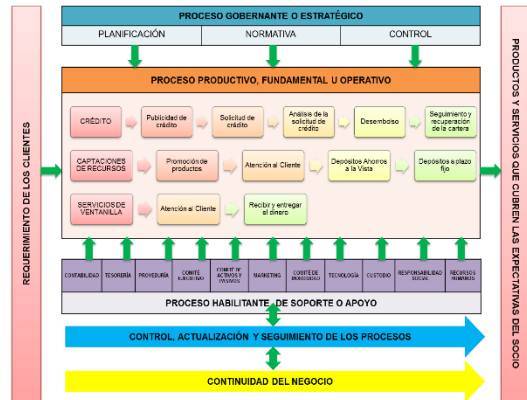 PROCESO GOBERNANTE O ESTRATÉGICO
PLANIFICACIÓN
NORMATIVA
CONTROL
REQUERIMIENTO DE LOS CLIENTES
PROCESO PRODUCTIVO, FUNDAMENTAL U OPERATIVO
CRÉDITO
Publicidad de
crédito
Solicitud de
crédito
Análisis de la
solicitud de
crédito
Desembolso
Seguimiento y
recuperación de
la cartera
CAPTACIONES
DE RECURSOS
Promoción de
productos
Atención al Cliente
Depósitos Ahorros
a la Vista
Depósitos a plazo
fijo
SERVICIOS DE
VENTANILLA
Atención al Cliente
Recibir y entregar
el dinero
CONTABILIDAD
TESORERÍA
PROVEDURÍA
COMITÉ
EJECUTIVO
COMITÉ DE
ACTIVOS Y
PASIVOS
MARKETING
COMITÉ DE
MOROSIDAD
TECNOLOGÍA
CUSTODIO
RESPONSABILIDAD
SOCIAL
RECURSOS
HUMANOS
PROCESO HABILITANTE, DE SOPORTE O APOYO
CONTROL, ACTUALIZACIÓN Y SEGUIMIENTO DE LOS PROCESOS
CONTINUIDAD DEL NEGOCIO
PRODUCTOS Y SERVICIOS QUE CUBREN LAS EXPECTATIVAS
DEL SOCIO